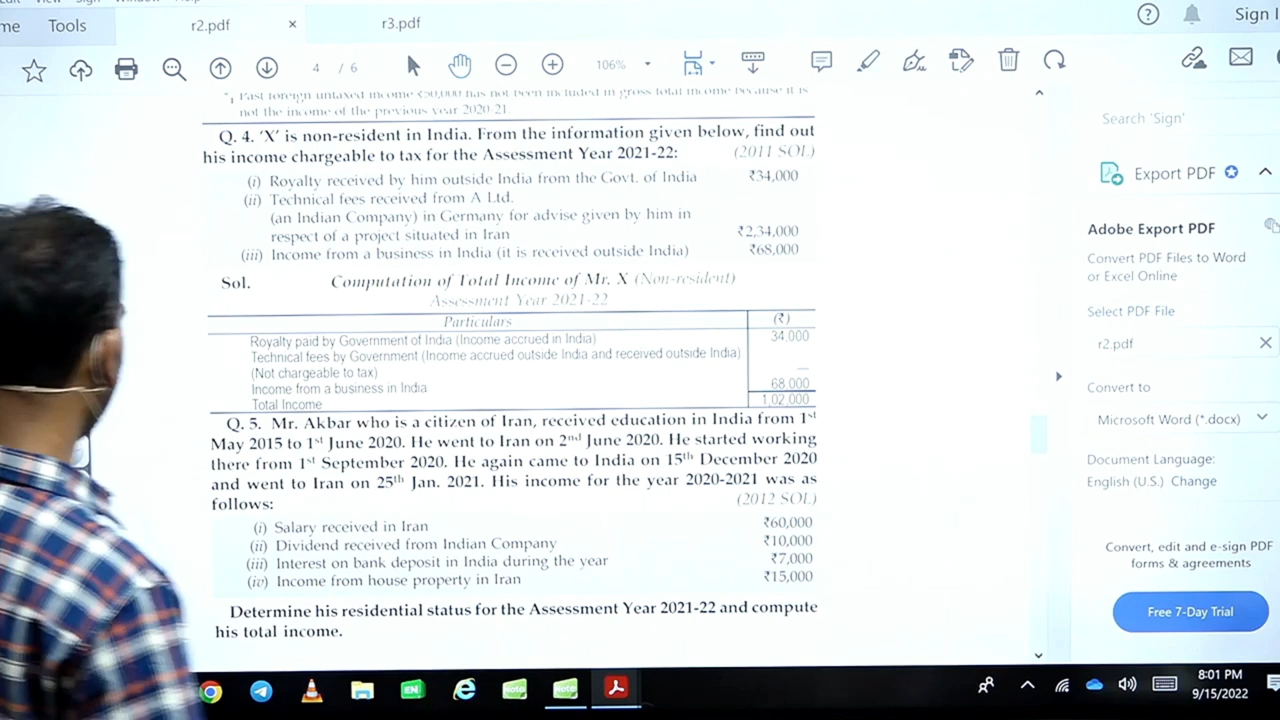 me Tools r2.pdf × r3.pdf Sign I
4 / 6 106%
*1 Past foreign untaxed income ₹50,000 has not been included in gross total income because it is
not the income of the previous year 2020-21.
Q. 4. 'X' is non-resident in India. From the information given below, find out
his income chargeable to tax for the Assessment Year 2021-22: (2011 SOL)
(i) Royalty received by him outside India from the Govt. of India ₹34,000
(ii) Technical fees received from A Ltd.
(an Indian Company) in Germany for advise given by him in
respect of a project situated in Iran ₹2,34,000
(iii) Income from a business in India (it is received outside India) ₹68,000
Sol. Computation of Total Income of Mr. X (Non-resident)
Assessment Year 2021-22
Particulars (₹)
Royalty paid by Government of India (Income accrued in India) 34,000
Technical fees by Government (Income accrued outside India and received outside India)
(Not chargeable to tax) —
Income from a business in India 68,000
Total Income 1,02,000
Q. 5. Mr. Akbar who is a citizen of Iran, received education in India from 1st
May 2015 to 1st June 2020. He went to Iran on 2nd June 2020. He started working
there from 1st September 2020. He again came to India on 15th December 2020
and went to Iran on 25th Jan. 2021. His income for the year 2020-2021 was as
follows: (2012 SOL)
(i) Salary received in Iran ₹60,000
(ii) Dividend received from Indian Company ₹10,000
(iii) Interest on bank deposit in India during the year ₹7,000
(iv) Income from house property in Iran ₹15,000
Determine his residential status for the Assessment Year 2021-22 and compute
his total income.
Search 'Sign'
Export PDF
Adobe Export PDF
Convert PDF Files to Word
or Excel Online
Select PDF File
r2.pdf ×
Convert to
Microsoft Word (*.docx)
Document Language:
English (U.S.) Change
Convert, edit and e-sign PDF
forms & agreements
Free 7-Day Trial
EN Note Note
8:01 PM
9/15/2022